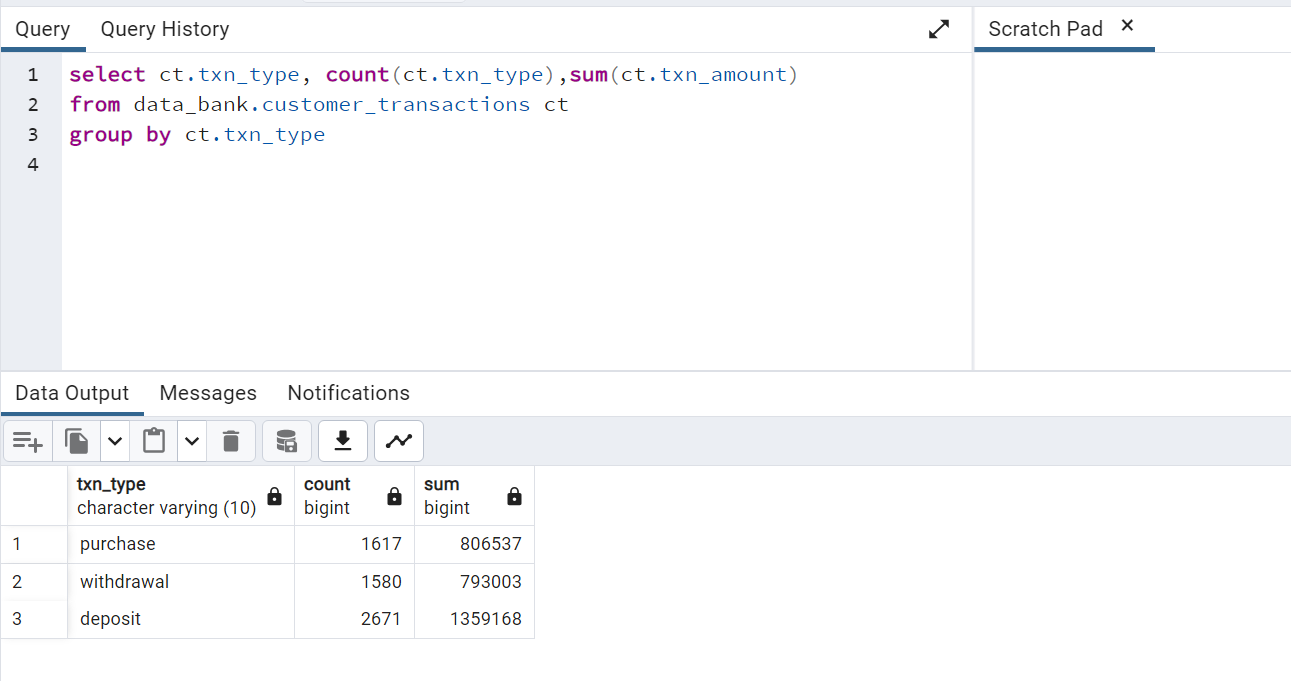 Query Query History Scratch Pad ×
1 select ct.txn_type, count(ct.txn_type),sum(ct.txn_amount)
2 from data_bank.customer_transactions ct
3 group by ct.txn_type
4
Data Output Messages Notifications
txn_type count sum
character varying (10) bigint bigint
1 purchase 1617 806537
2 withdrawal 1580 793003
3 deposit 2671 1359168